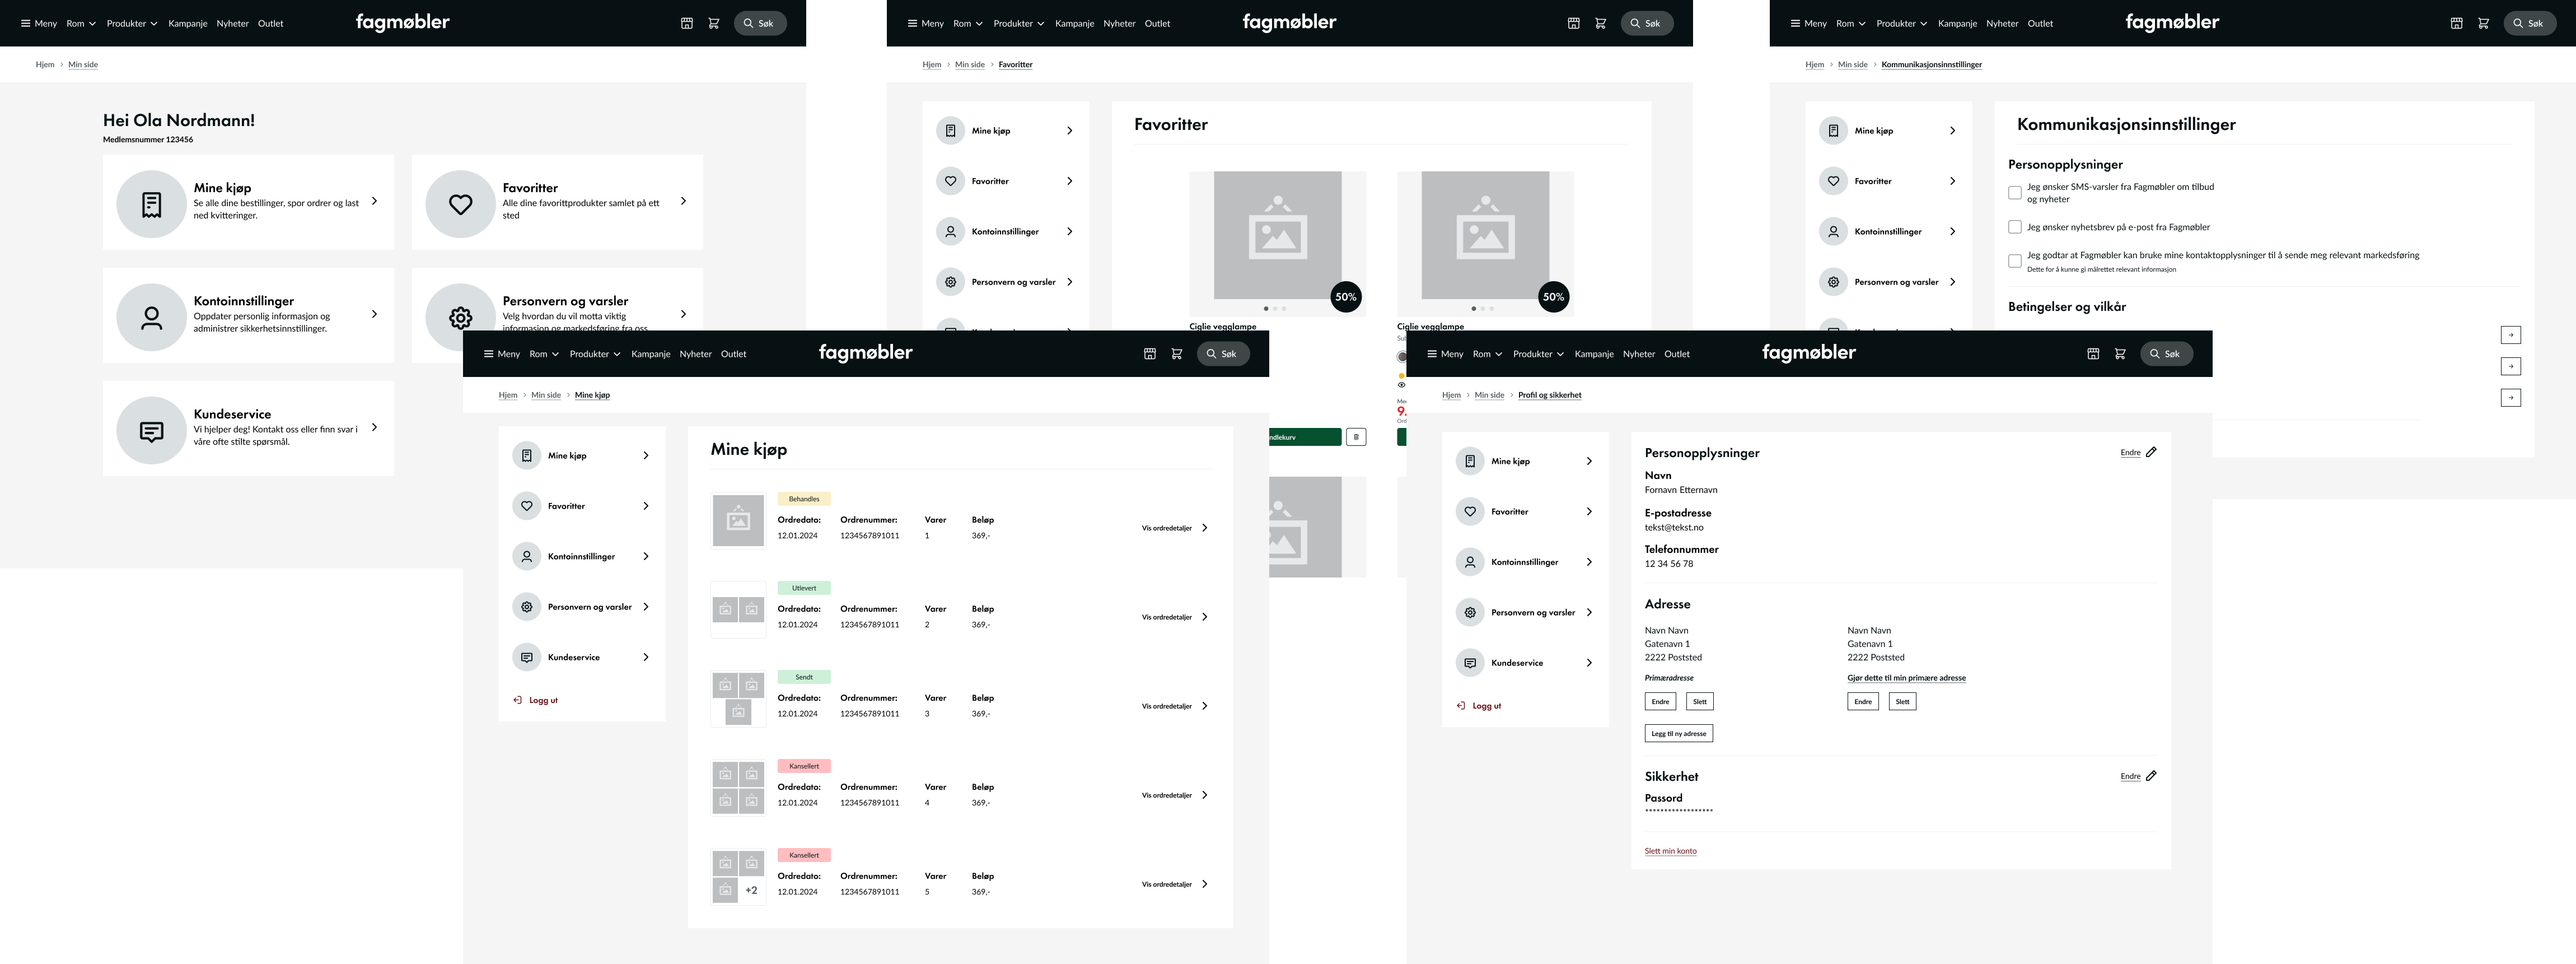 Meny Rom Produkter Kampanje Nyheter Outlet
fagmøbler
Søk
Hjem > Min side
Hei Ola Nordmann!
Medlemsnummer 123456
Mine kjøp
Se alle dine bestillinger, spor ordrer og last
ned kvitteringer.
Favoritter
Alle dine favorittprodukter samlet på ett
sted
Kontoinnstillinger
Oppdater personlig informasjon og
administrer sikkerhetsinnstillinger.
Personvern og varsler
Velg hvordan du vil motta viktig
informasjon og markedsføring fra oss
Kundeservice
Vi hjelper deg! Kontakt oss eller finn svar i
våre ofte stilte spørsmål.
Meny Rom Produkter Kampanje Nyheter Outlet
fagmøbler
Søk
Hjem > Min side > Favoritter
Mine kjøp
Favoritter
Kontoinnstillinger
Personvern og varsler
Favoritter
50%
50%
Ciglie vegglampe
Ciglie vegglampe
9.
ndlekurv
Meny Rom Produkter Kampanje Nyheter Outlet
fagmøbler
Søk
Hjem > Min side > Kommunikasjonsinnstillinger
Mine kjøp
Favoritter
Kontoinnstillinger
Personvern og varsler
Kommunikasjonsinnstillinger
Personopplysninger
Jeg ønsker SMS-varsler fra Fagmøbler om tilbud
og nyheter
Jeg ønsker nyhetsbrev på e-post fra Fagmøbler
Jeg godtar at Fagmøbler kan bruke mine kontaktopplysninger til å sende meg relevant markedsføring
Dette for å kunne gi målrettet relevant informasjon
Betingelser og vilkår
Meny Rom Produkter Kampanje Nyheter Outlet
fagmøbler
Søk
Hjem > Min side > Mine kjøp
Mine kjøp
Favoritter
Kontoinnstillinger
Personvern og varsler
Kundeservice
Logg ut
Mine kjøp
Behandles
Ordredato: Ordrenummer: Varer Beløp
12.01.2024 1234567891011 1 369,-
Vis ordredetaljer
Utlevert
Ordredato: Ordrenummer: Varer Beløp
12.01.2024 1234567891011 2 369,-
Vis ordredetaljer
Sendt
Ordredato: Ordrenummer: Varer Beløp
12.01.2024 1234567891011 3 369,-
Vis ordredetaljer
Kansellert
Ordredato: Ordrenummer: Varer Beløp
12.01.2024 1234567891011 4 369,-
Vis ordredetaljer
Kansellert
Ordredato: Ordrenummer: Varer Beløp
12.01.2024 1234567891011 5 369,-
+2
Vis ordredetaljer
Meny Rom Produkter Kampanje Nyheter Outlet
fagmøbler
Søk
Hjem > Min side > Profil og sikkerhet
Mine kjøp
Favoritter
Kontoinnstillinger
Personvern og varsler
Kundeservice
Logg ut
Personopplysninger
Endre
Navn
Fornavn Etternavn
E-postadresse
tekst@tekst.no
Telefonnummer
12 34 56 78
Adresse
Navn Navn
Gatenavn 1
2222 Poststed
Primæradresse
Endre Slett
Navn Navn
Gatenavn 1
2222 Poststed
Gjør dette til min primære adresse
Endre Slett
Legg til ny adresse
Sikkerhet
Endre
Passord
******************
Slett min konto